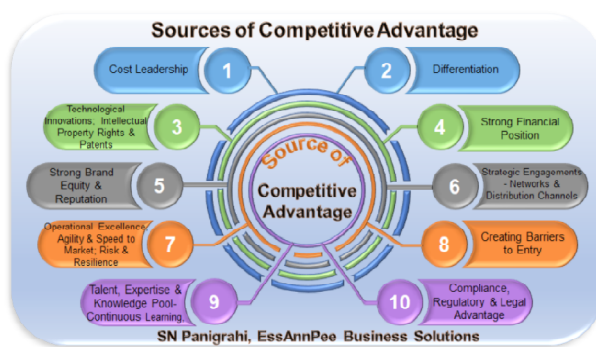 Sources of Competitive Advantage
Cost Leadership
1
2
Differentiation
Technological
Innovations; Intellectual
Property Rights &
Patents
3
4
Strong Financial
Position
Strong Brand
Equity &
Reputation
5
6
Strategic Engagements
- Networks &
Distribution Channels
Operational Excellence,
Agility & Speed to
Market; Risk &
Resilience
7
8
Creating Barriers
to Entry
Talent, Expertise &
Knowledge Pool-
Continuous Learning,
9
10
Compliance,
Regulatory & Legal
Advantage
Source of
Competitive
Advantage
SN Panigrahi, EssAnnPee Business Solutions